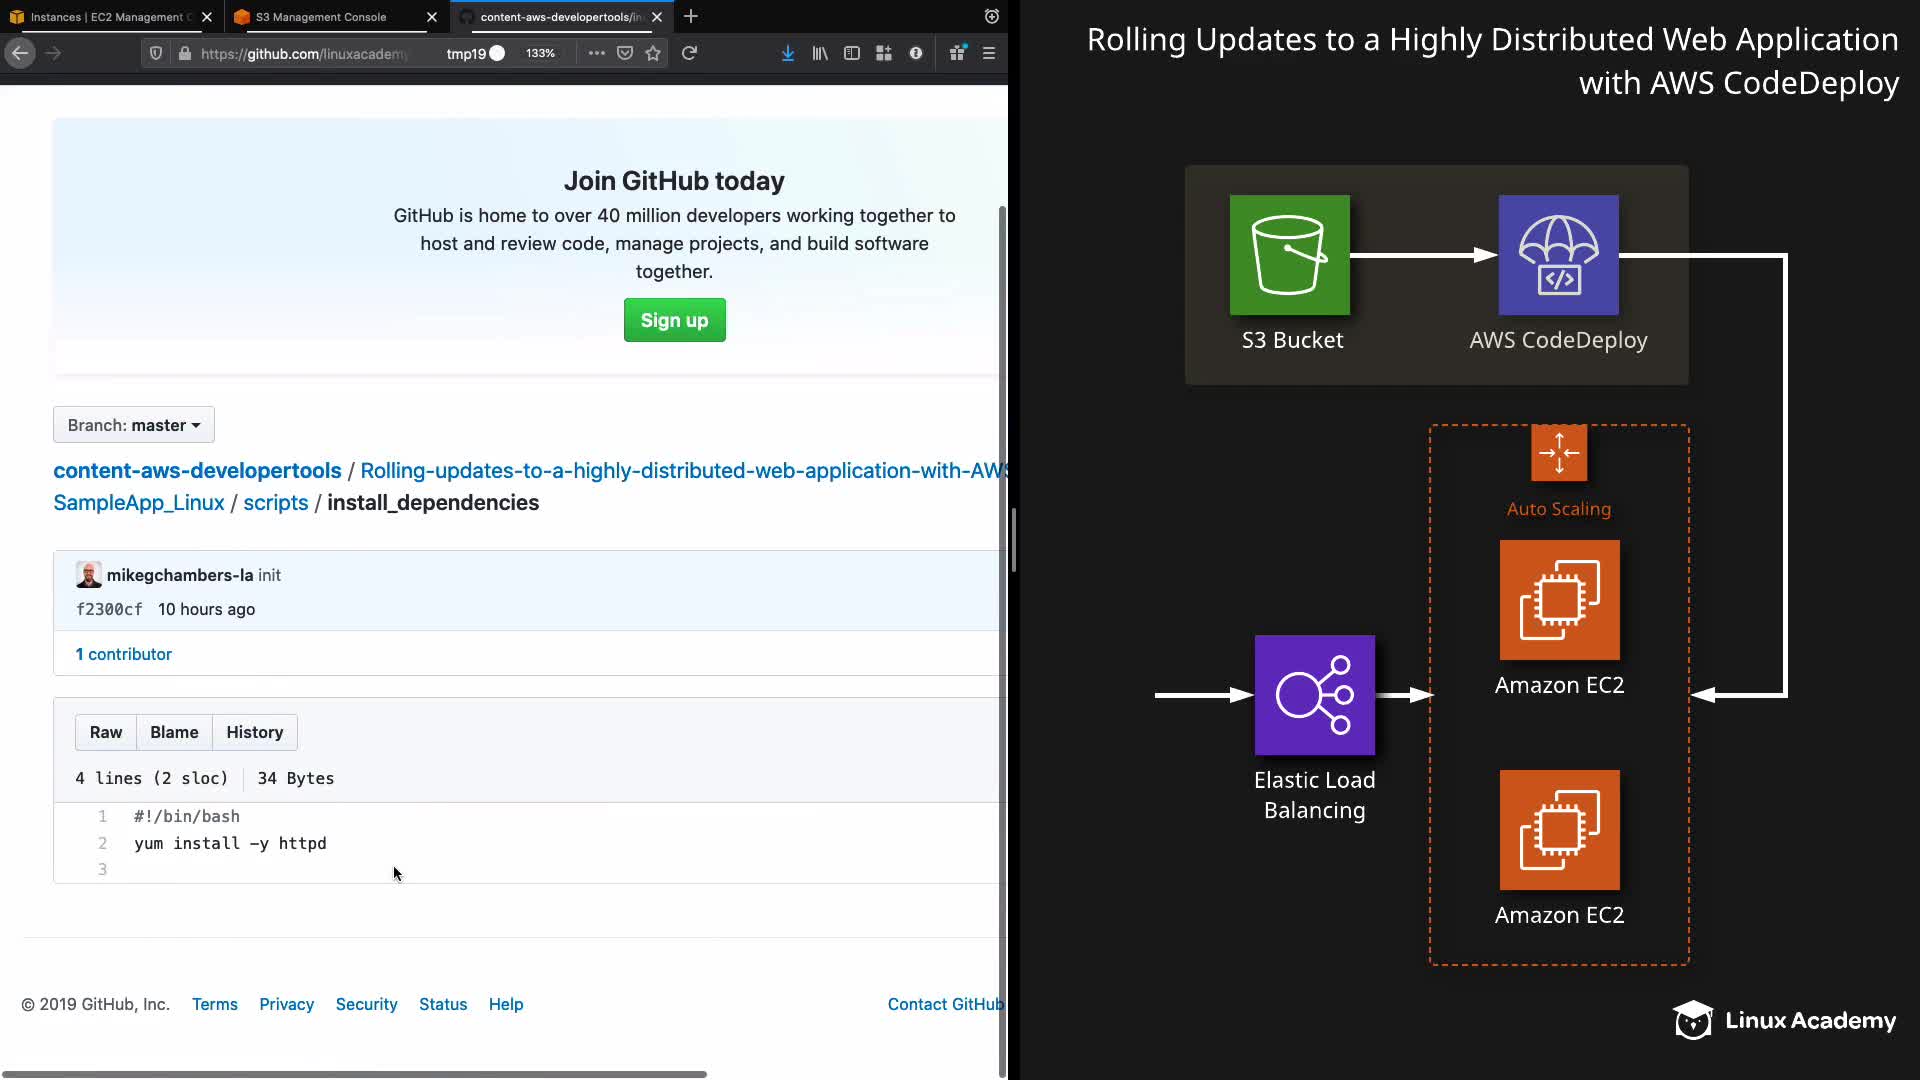 Instances | EC2 Management C
S3 Management Console
content-aws-developertools/in
https://github.com/linuxacademy
tmp19
133%
Join GitHub today
GitHub is home to over 40 million developers working together to
host and review code, manage projects, and build software
together.
Sign up
Branch: master
content-aws-developertools / Rolling-updates-to-a-highly-distributed-web-application-with-AWS
SampleApp_Linux / scripts / install_dependencies
mikegchambers-la init
f2300cf 10 hours ago
1 contributor
Raw Blame History
4 lines (2 sloc) 34 Bytes
1 #!/bin/bash
2 yum install -y httpd
3
© 2019 GitHub, Inc. Terms Privacy Security Status Help Contact GitHub
Rolling Updates to a Highly Distributed Web Application
with AWS CodeDeploy
S3 Bucket
AWS CodeDeploy
Auto Scaling
Amazon EC2
Elastic Load
Balancing
Amazon EC2
Linux Academy